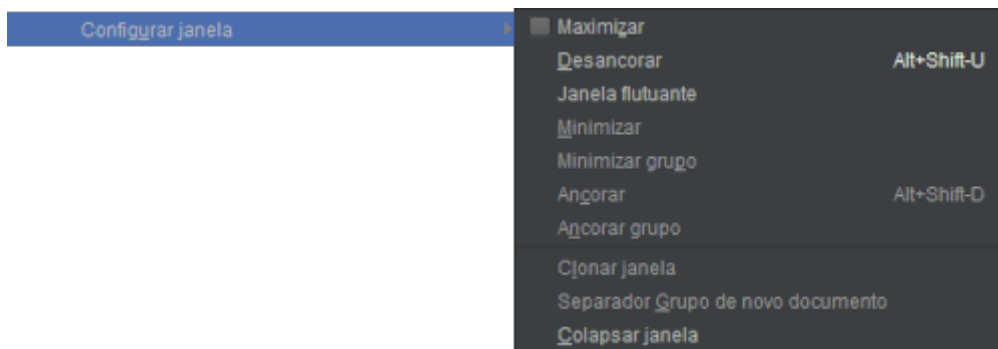 Configurar janela
Maximizar
Desancorar Alt+Shift-U
Janela flutuante
Minimizar
Minimizar grupo
Ancorar Alt+Shift-D
Ancorar grupo
Clonar janela
Separador Grupo de novo documento
Colapsar janela